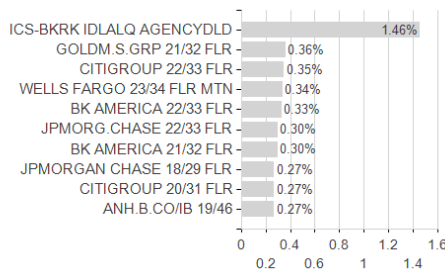 ICS-BKRK IDLALQ AGENCYDLD 1.46%
GOLDM.S.GRP 21/32 FLR 0.36%
CITIGROUP 22/33 FLR 0.35%
WELLS FARGO 23/34 FLR MTN 0.34%
BK AMERICA 22/33 FLR 0.33%
JPMORG.CHASE 22/33 FLR 0.30%
BK AMERICA 21/32 FLR 0.30%
JPMORGAN CHASE 18/29 FLR 0.27%
CITIGROUP 20/31 FLR 0.27%
ANH.B.CO/IB 19/46 0.27%
0 0.4 0.8 1.2 1.6
0.2 0.6 1 1.4